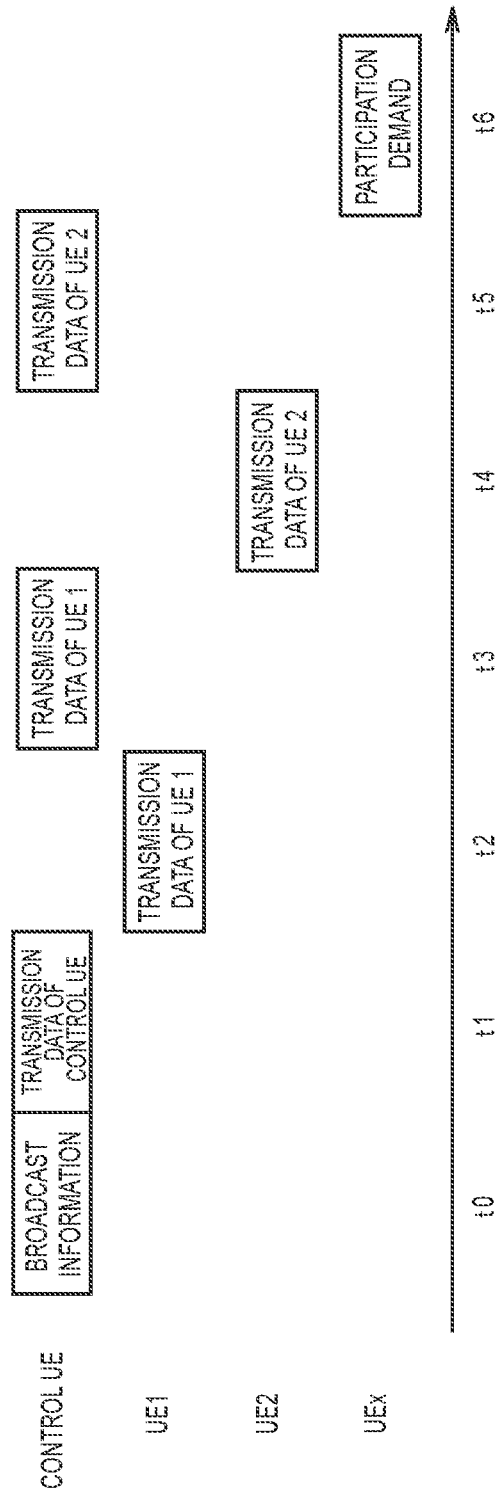 CONTROL UE
BROADCAST
INFORMATION
TRANSMISSION
DATA OF
CONTROL UE
TRANSMISSION
DATA OF UE 1
TRANSMISSION
DATA OF UE 2
UE1
TRANSMISSION
DATA OF UE 1
UE2
TRANSMISSION
DATA OF UE 2
UEx
PARTICIPATION
DEMAND
t0 t1 t2 t3 t4 t5 t6